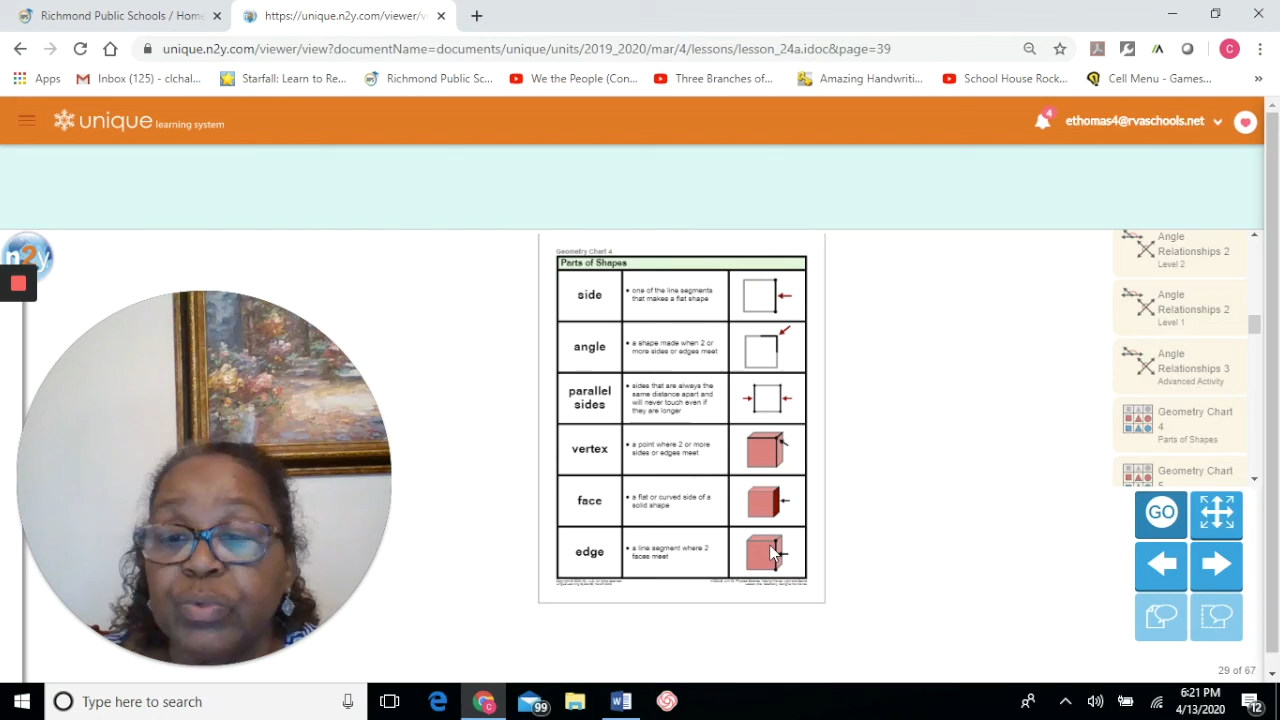 Richmond Public Schools / Home
https://unique.n2y.com/viewer/v
unique.n2y.com/viewer/view?documentName=documents/unique/units/2019_2020/mar/4/lessons/lesson_24a.idoc&page=39
C
Apps
Inbox (125) - clchal...
Starfall: Learn to Re...
Richmond Public Sc...
We the People (Con...
Three Branches of...
Amazing Handwriti...
School House Rock...
Cell Menu - Games...
»
unique learning system
4
ethomas4@rvaschools.net
n2y
Geometry Chart 4
Parts of Shapes
side
• one of the line segments
that makes a flat shape
angle
• a shape made when 2 or
more sides or edges meet
parallel
sides
• sides that are always the
same distance apart and
will never touch even if
they are longer
vertex
• a point where 2 or more
sides or edges meet
face
• a flat or curved side of a
solid shape
edge
• a line segment where 2
faces meet
Angle
Relationships 2
Level 2
Angle
Relationships 2
Level 1
Angle
Relationships 3
Advanced Activity
Geometry Chart
4
Parts of Shapes
Geometry Chart
GO
29 of 67
Type here to search
99
6:21 PM
4/13/2020
12